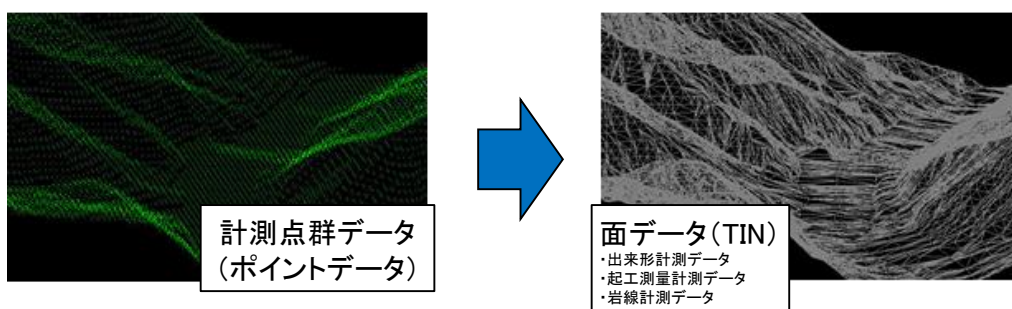 計測点群データ
（ポイントデータ）
面データ（TIN）
・出来形計測データ
・起工測量計測データ
・岩線計測データ